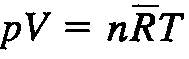 pV = nR̅T